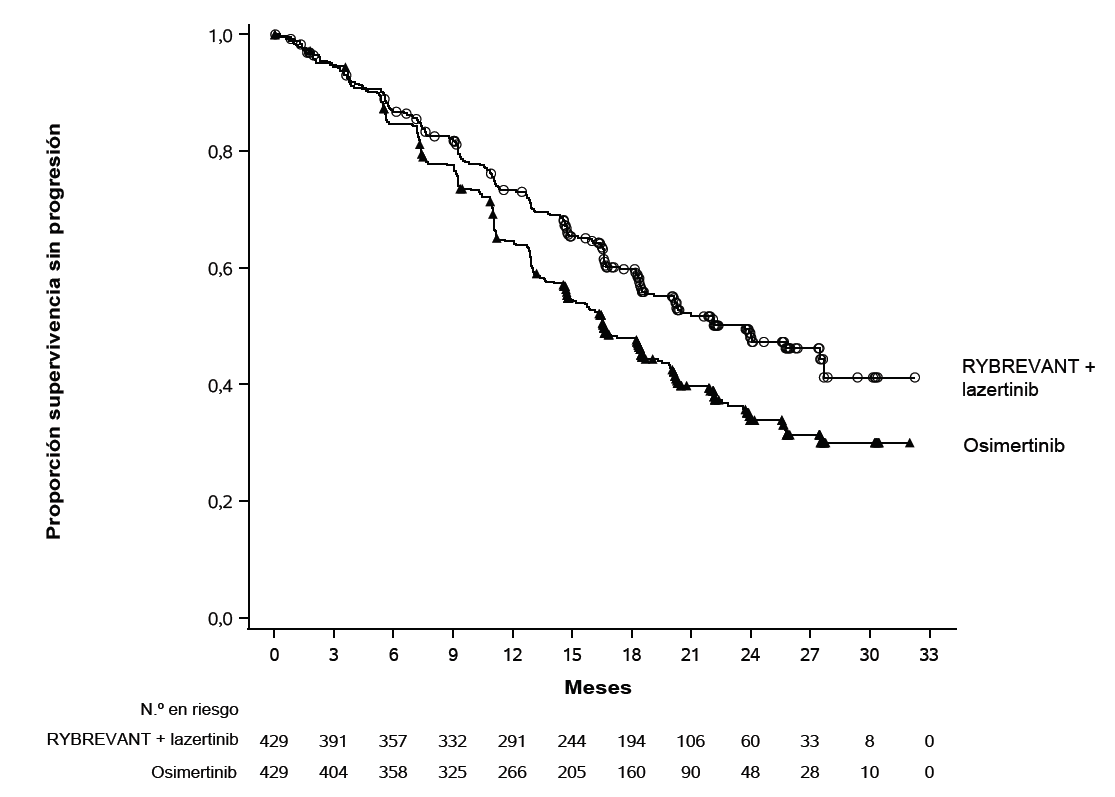 Proporción supervivencia sin progresión
1,0
0,8
0,6
0,4
0,2
0,0
RYBREVANT +
lazertinib
Osimertinib
0 3 6 9 12 15 18 21 24 27 30 33
Meses
N.º en riesgo
RYBREVANT + lazertinib 429 391 357 332 291 244 194 106 60 33 8 0
Osimertinib 429 404 358 325 266 205 160 90 48 28 10 0